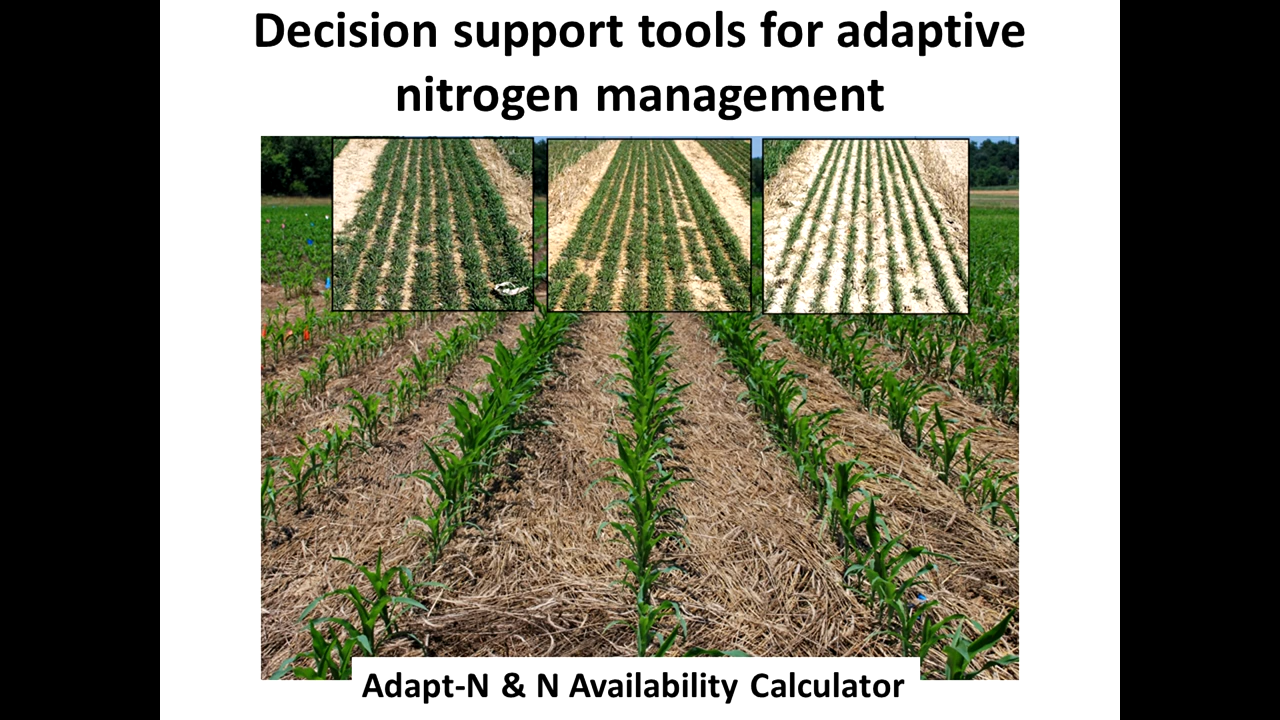 Decision support tools for adaptive
nitrogen management
Adapt-N & N Availability Calculator